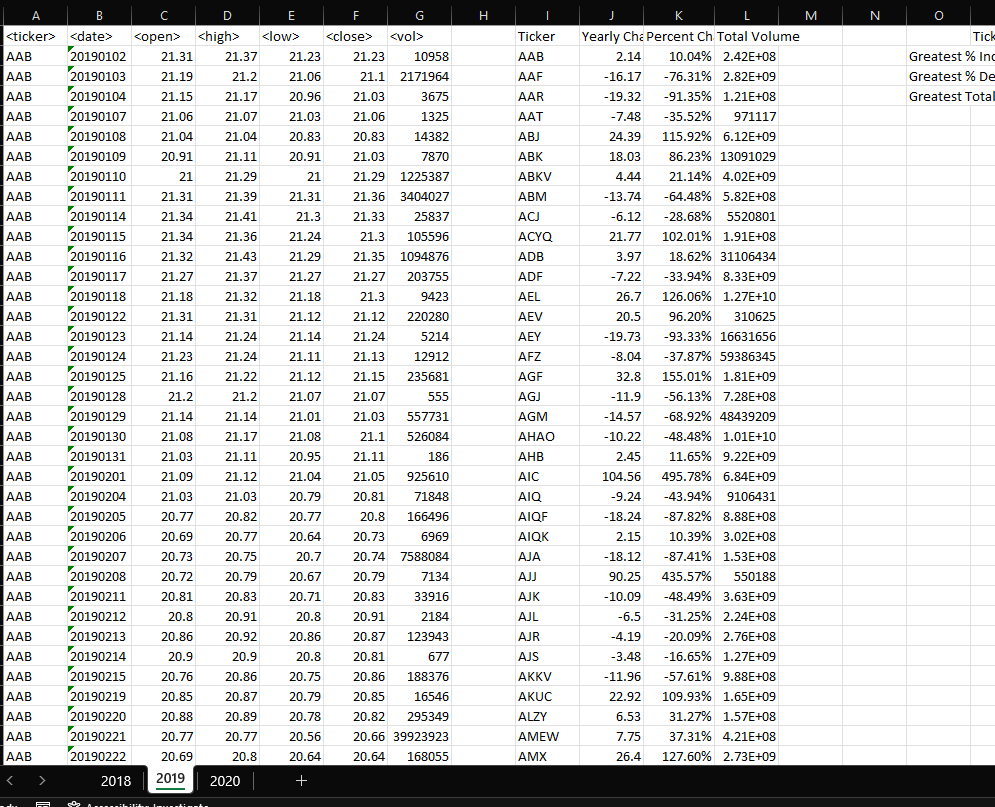 A B C D E F G H I J K L M N O
<ticker> <date> <open> <high> <low> <close> <vol> Ticker Yearly Cha Percent Ch Total Volume Tick
AAB 20190102 21.31 21.37 21.23 21.23 10958 AAB 2.14 10.04% 2.42E+08 Greatest % Inc
AAB 20190103 21.19 21.2 21.06 21.1 2171964 AAF -16.17 -76.31% 2.82E+09 Greatest % De
AAB 20190104 21.15 21.17 20.96 21.03 3675 AAR -19.32 -91.35% 1.21E+08 Greatest Total
AAB 20190107 21.06 21.07 21.03 21.06 1325 AAT -7.48 -35.52% 971117
AAB 20190108 21.04 21.04 20.83 20.83 14382 ABJ 24.39 115.92% 6.12E+09
AAB 20190109 20.91 21.11 20.91 21.03 7870 ABK 18.03 86.23% 13091029
AAB 20190110 21 21.29 21 21.29 1225387 ABKV 4.44 21.14% 4.02E+09
AAB 20190111 21.31 21.39 21.31 21.36 3404027 ABM -13.74 -64.48% 5.82E+08
AAB 20190114 21.34 21.41 21.3 21.33 25837 ACJ -6.12 -28.68% 5520801
AAB 20190115 21.34 21.36 21.24 21.3 105596 ACYQ 21.77 102.01% 1.91E+08
AAB 20190116 21.32 21.43 21.29 21.35 1094876 ADB 3.97 18.62% 31106434
AAB 20190117 21.27 21.37 21.27 21.27 203755 ADF -7.22 -33.94% 8.33E+09
AAB 20190118 21.18 21.32 21.18 21.3 9423 AEL 26.7 126.06% 1.27E+10
AAB 20190122 21.31 21.31 21.12 21.12 220280 AEV 20.5 96.20% 310625
AAB 20190123 21.14 21.24 21.14 21.24 5214 AEY -19.73 -93.33% 16631656
AAB 20190124 21.23 21.24 21.11 21.13 12912 AFZ -8.04 -37.87% 59386345
AAB 20190125 21.16 21.22 21.12 21.15 235681 AGF 32.8 155.01% 1.81E+09
AAB 20190128 21.2 21.2 21.07 21.07 555 AGJ -11.9 -56.13% 7.28E+08
AAB 20190129 21.14 21.14 21.01 21.03 557731 AGM -14.57 -68.92% 48439209
AAB 20190130 21.08 21.17 21.08 21.1 526084 AHAO -10.22 -48.48% 1.01E+10
AAB 20190131 21.03 21.11 20.95 21.11 186 AHB 2.45 11.65% 9.22E+09
AAB 20190201 21.09 21.12 21.04 21.05 925610 AIC 104.56 495.78% 6.84E+09
AAB 20190204 21.03 21.03 20.79 20.81 71848 AIQ -9.24 -43.94% 9106431
AAB 20190205 20.77 20.82 20.77 20.8 166496 AIQF -18.24 -87.82% 8.88E+08
AAB 20190206 20.69 20.77 20.64 20.73 6969 AIQK 2.15 10.39% 3.02E+08
AAB 20190207 20.73 20.75 20.7 20.74 7588084 AJA -18.12 -87.41% 1.53E+08
AAB 20190208 20.72 20.79 20.67 20.79 7134 AJJ 90.25 435.57% 550188
AAB 20190211 20.81 20.83 20.71 20.83 33916 AJK -10.09 -48.49% 3.63E+09
AAB 20190212 20.8 20.91 20.8 20.91 2184 AJL -6.5 -31.25% 2.24E+08
AAB 20190213 20.86 20.92 20.86 20.87 123943 AJR -4.19 -20.09% 2.76E+08
AAB 20190214 20.9 20.9 20.8 20.81 677 AJS -3.48 -16.65% 1.27E+09
AAB 20190215 20.76 20.86 20.75 20.86 188376 AKKV -11.96 -57.61% 9.88E+08
AAB 20190219 20.85 20.87 20.79 20.85 16546 AKUC 22.92 109.93% 1.65E+09
AAB 20190220 20.88 20.89 20.78 20.82 295349 ALZY 6.53 31.27% 1.57E+08
AAB 20190221 20.77 20.77 20.56 20.66 39923923 AMEW 7.75 37.31% 4.21E+08
AAB 20190222 20.69 20.8 20.64 20.64 168055 AMX 26.4 127.60% 2.73E+09
2018 2019 2020 +